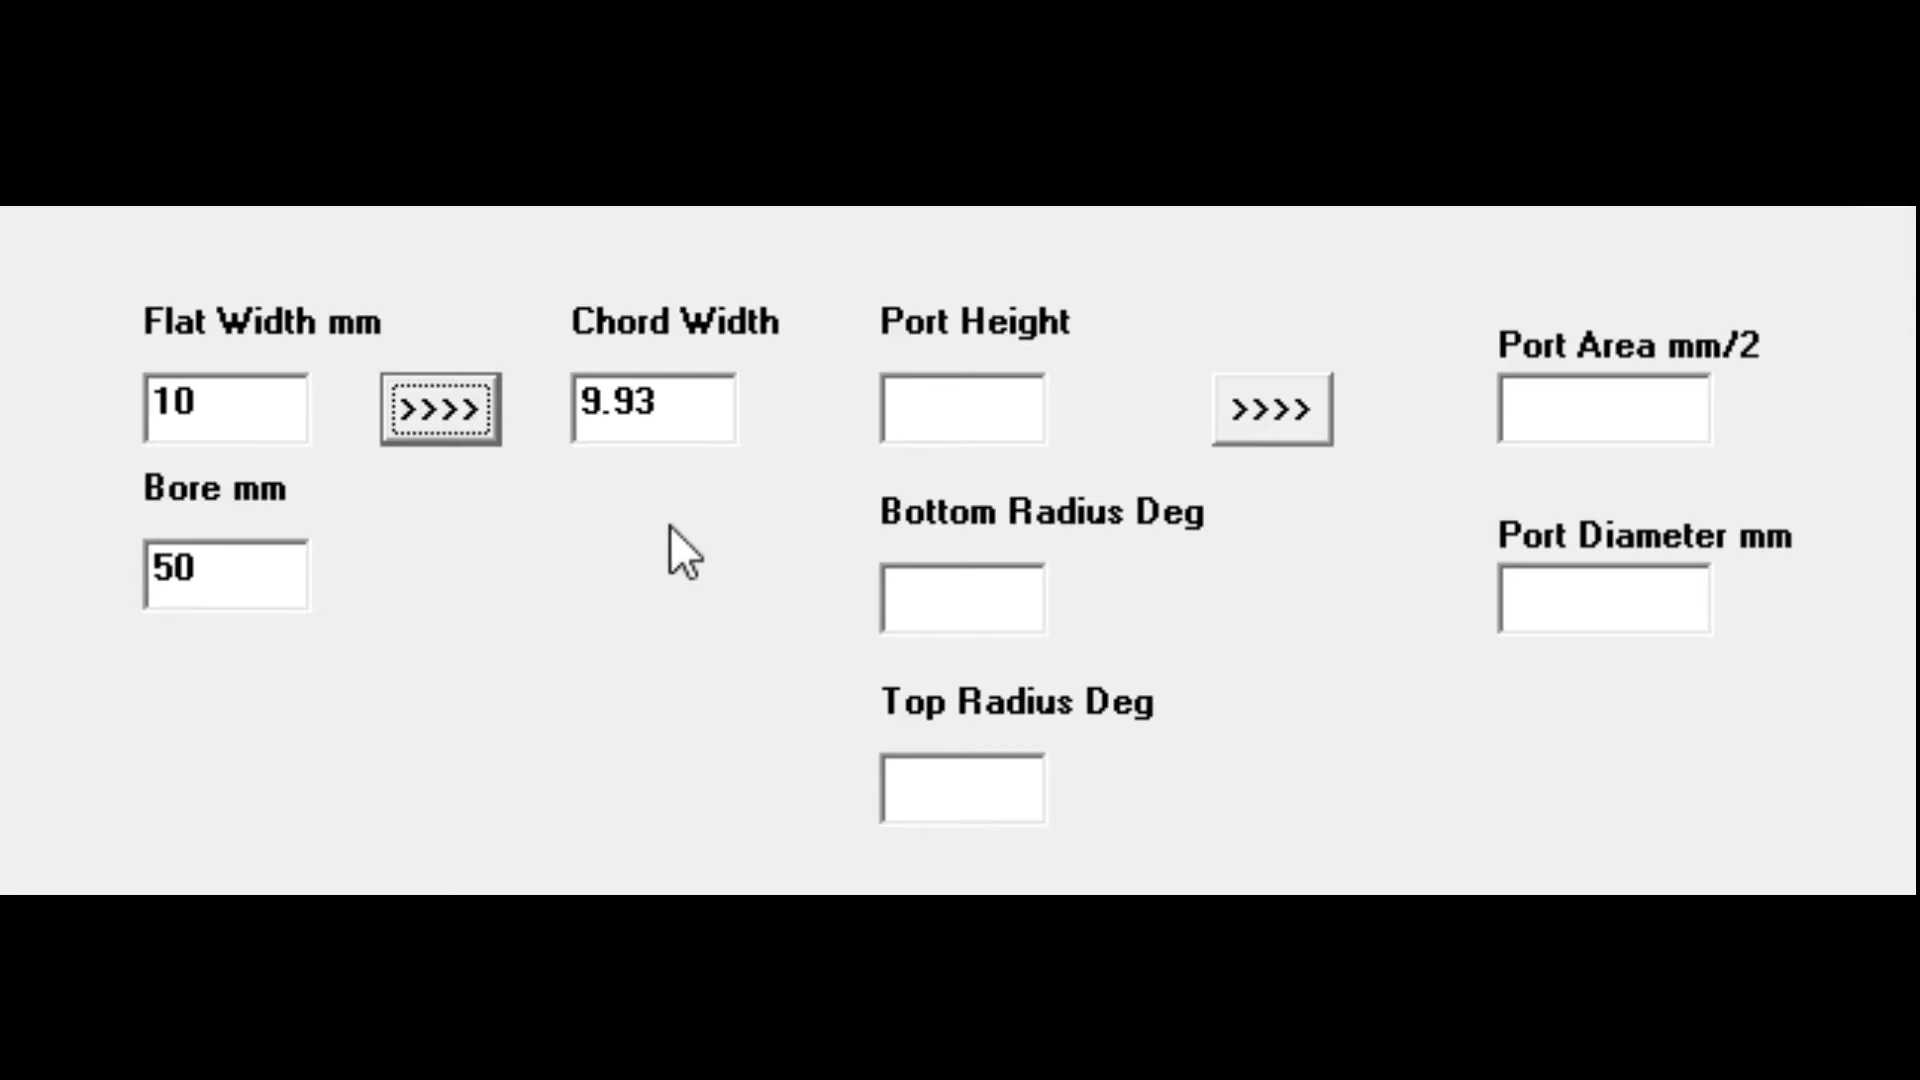 Flat Width mm
Chord Width
Port Height
Port Area mm/2
10
>>>>
9.93
>>>>
Bore mm
Bottom Radius Deg
Port Diameter mm
50
Top Radius Deg